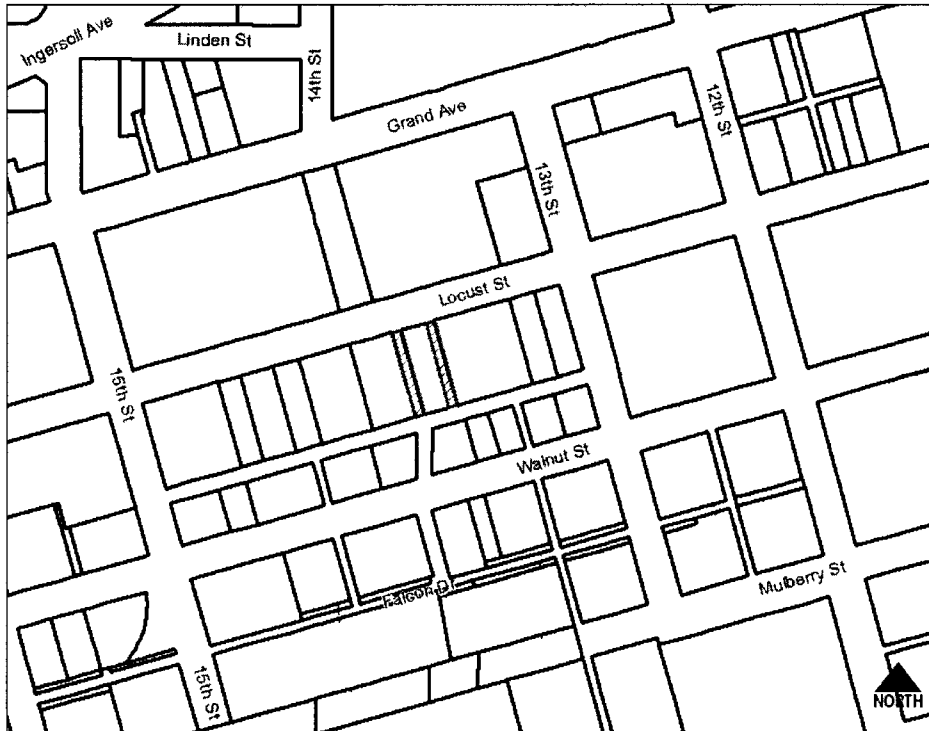 Ingersoll Ave
Linden St
14th St
Grand Ave
12th St
13th St
Locust St
15th St
Walnut St
Falcon Dr
Mulberry St
15th St
NORTH